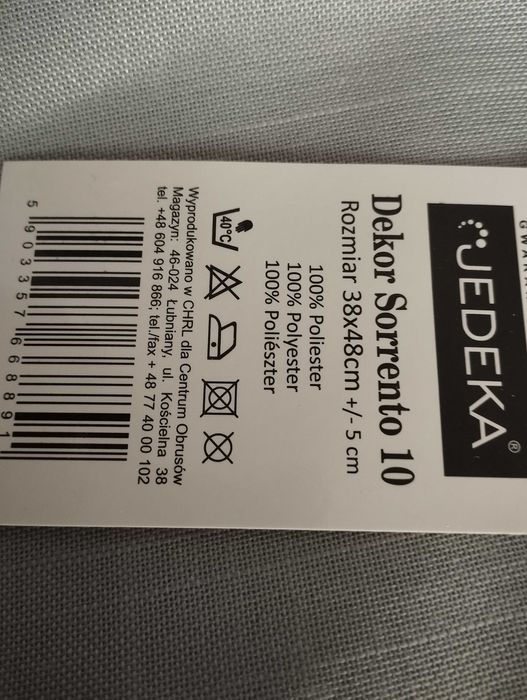 JEDEKA®
Dekor Sorrento 10
Rozmiar 38x48cm +/- 5 cm
100% Poliester
100% Polyester
100% Poliészter
40°C
Wyprodukowano w CHRL dla Centrum Obrusów
Magazyn: 46-024 Łubniany, ul. Kościelna 38
tel. +48 604 916 866; tel./fax + 48 77 40 00 102
5 903357 668891